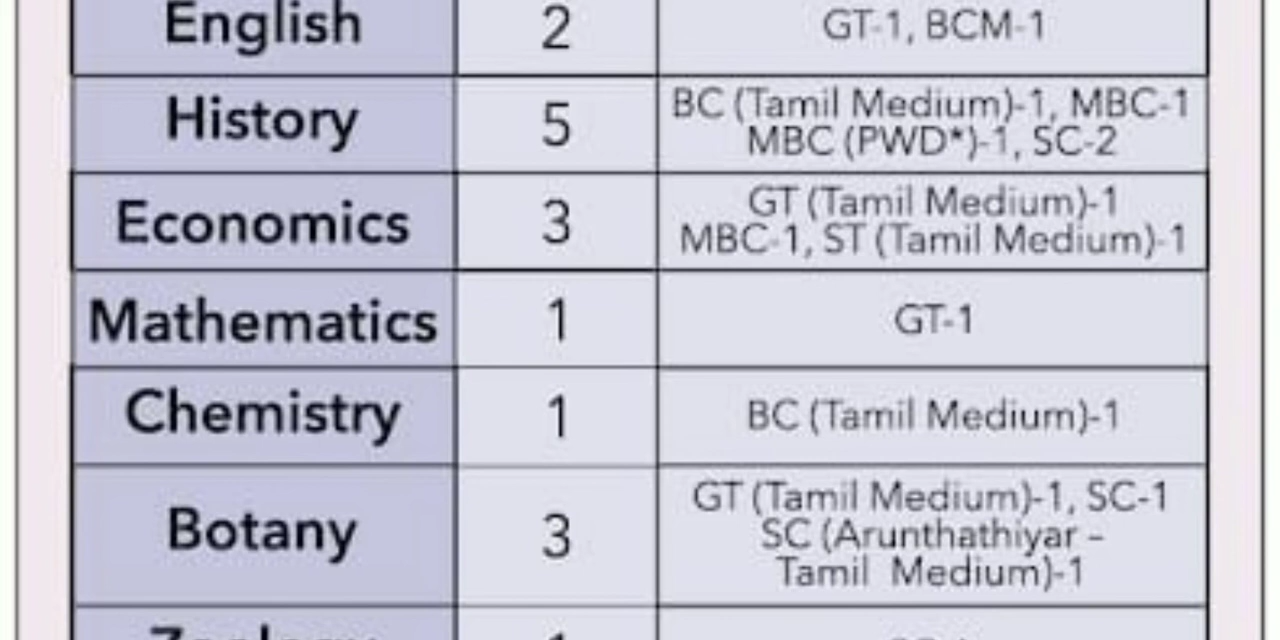 English
2
GT-1, BCM-1
History
5
BC (Tamil Medium)-1, MBC-1
MBC (PWD*)-1, SC-2
Economics
3
GT (Tamil Medium)-1
MBC-1, ST (Tamil Medium)-1
Mathematics
1
GT-1
Chemistry
1
BC (Tamil Medium)-1
Botany
3
GT (Tamil Medium)-1, SC-1
SC (Arunthathiyar –
Tamil Medium)-1
Zoology
1